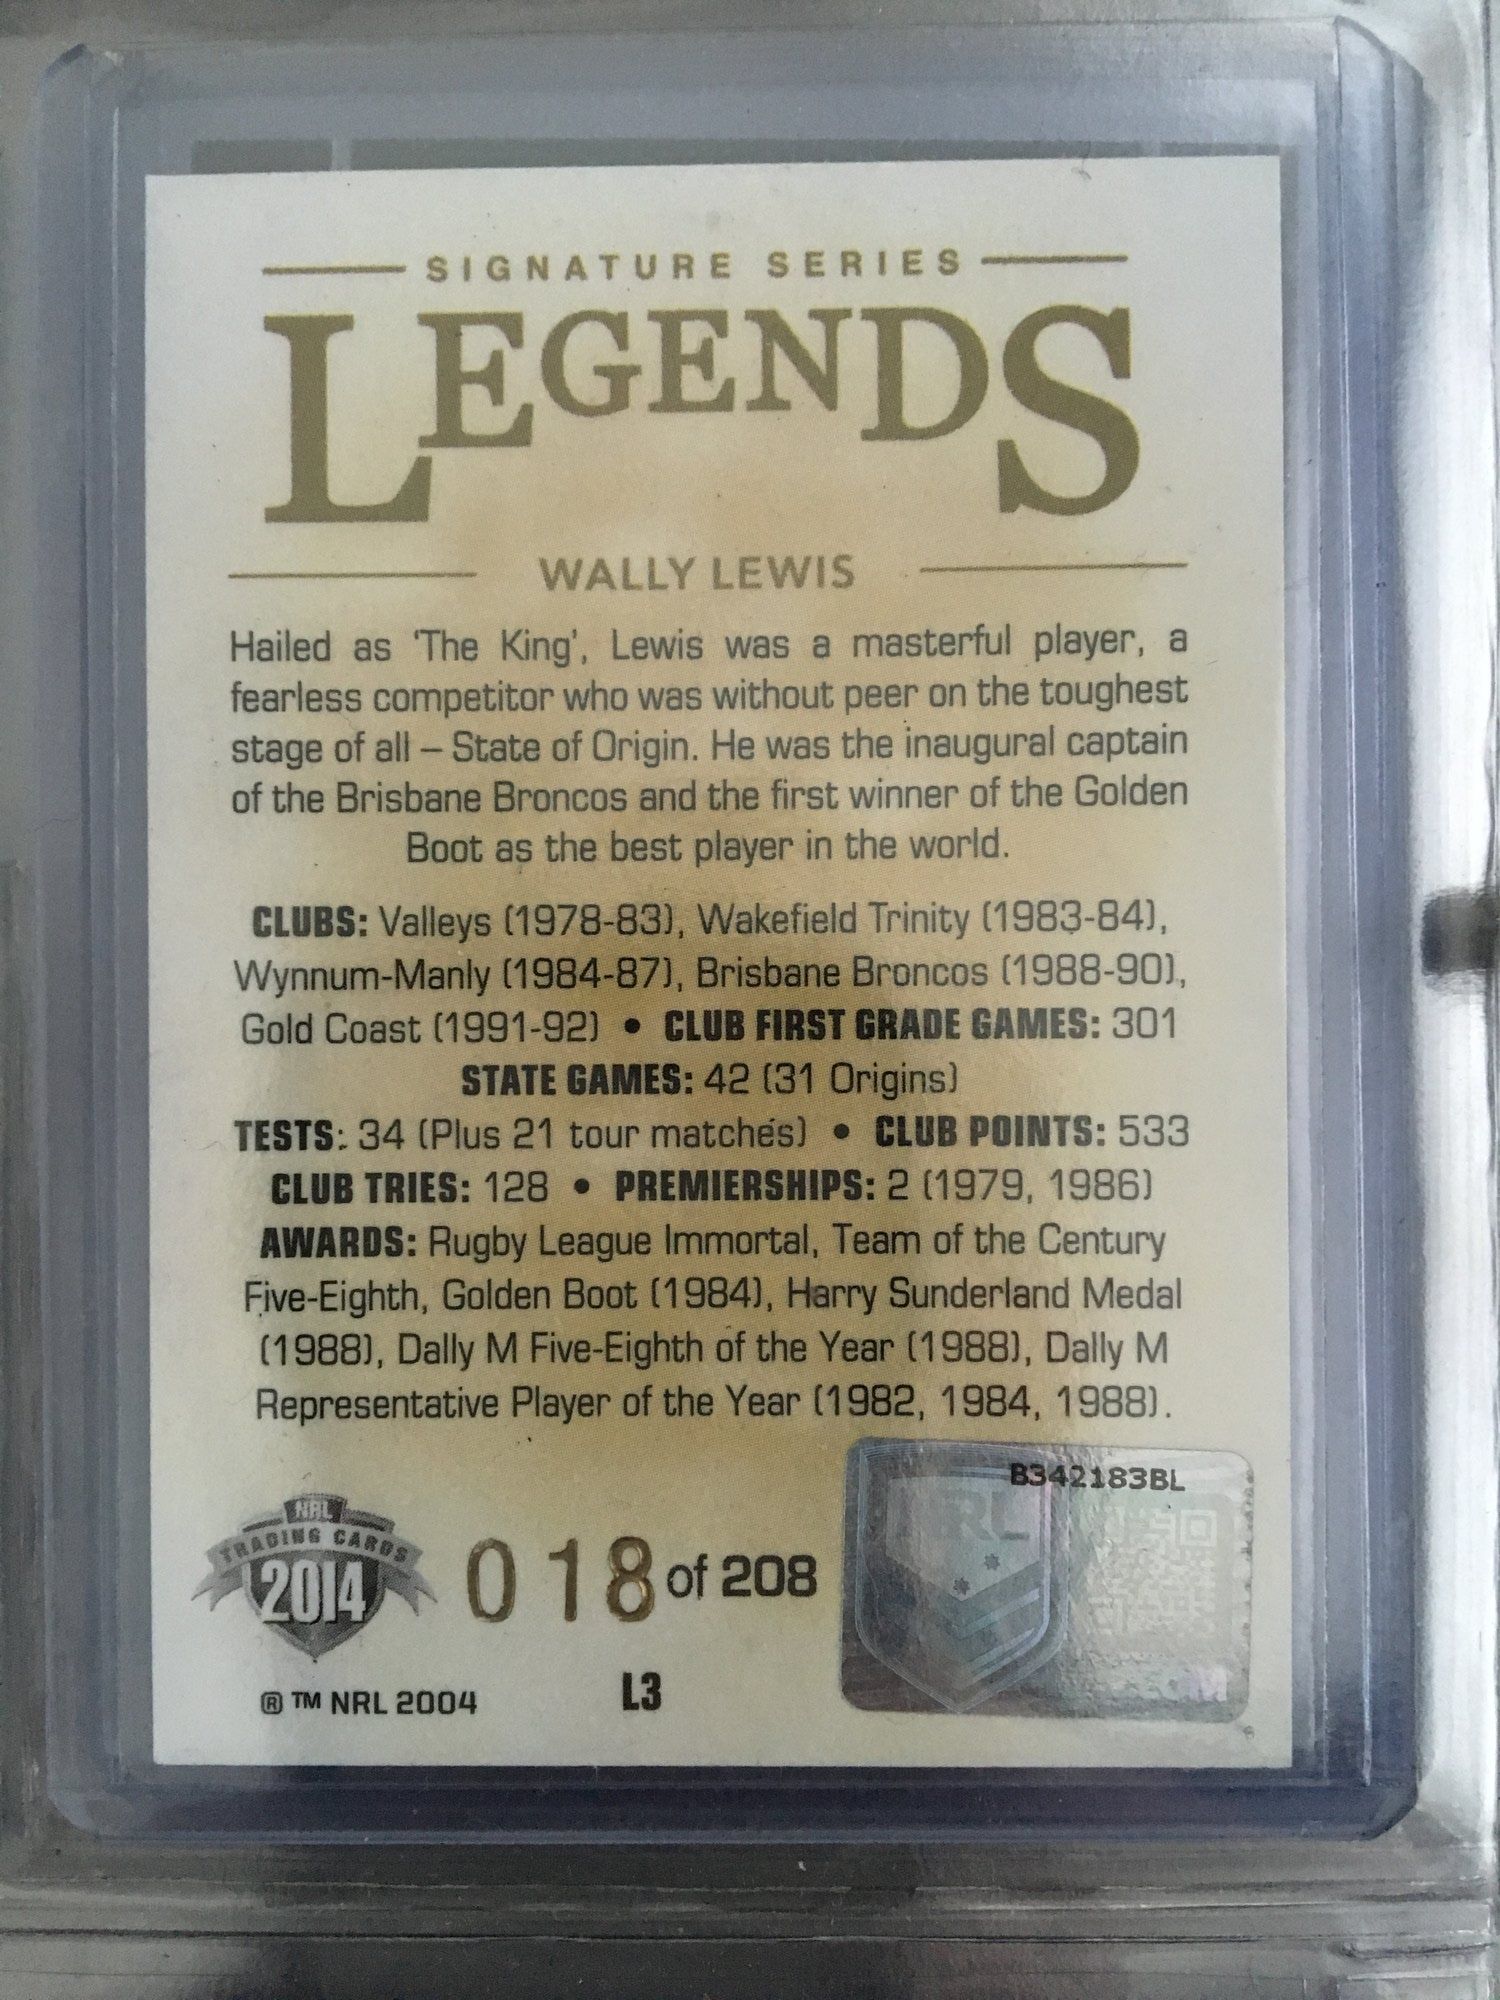 SIGNATURE SERIES
LEGENDS
WALLY LEWIS
Hailed as ‘The King’, Lewis was a masterful player, a
fearless competitor who was without peer on the toughest
stage of all – State of Origin. He was the inaugural captain
of the Brisbane Broncos and the first winner of the Golden
Boot as the best player in the world.
CLUBS: Valleys (1978-83), Wakefield Trinity (1983-84),
Wynnum-Manly (1984-87), Brisbane Broncos (1988-90),
Gold Coast (1991-92) • CLUB FIRST GRADE GAMES: 301
STATE GAMES: 42 (31 Origins)
TESTS: 34 (Plus 21 tour matches) • CLUB POINTS: 533
CLUB TRIES: 128 • PREMIERSHIPS: 2 (1979, 1986)
AWARDS: Rugby League Immortal, Team of the Century
Five-Eighth, Golden Boot (1984), Harry Sunderland Medal
(1988), Dally M Five-Eighth of the Year (1988), Dally M
Representative Player of the Year (1982, 1984, 1988).
B342183BL
NRL
TRADING CARDS
2014
018 of 208
NRL
® ™ NRL 2004
L3